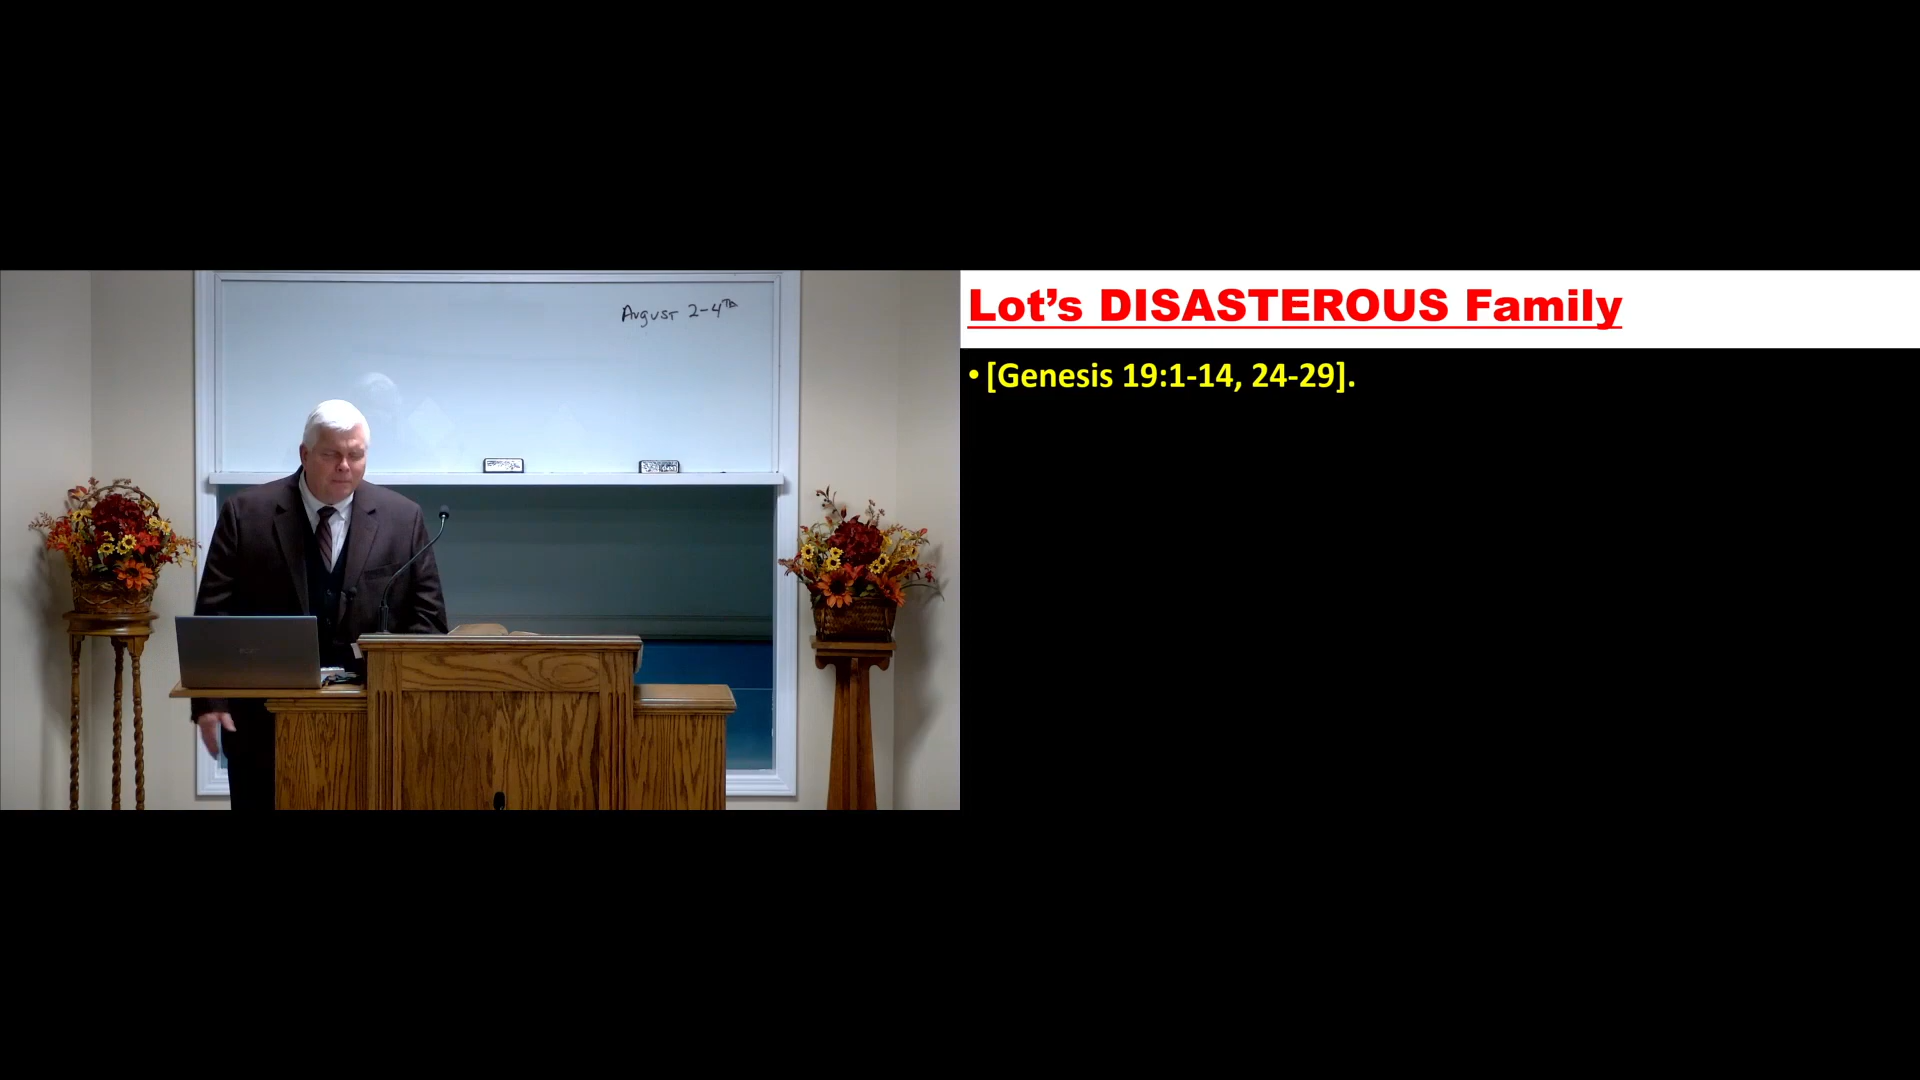 August 2-4th
Lot’s DISASTEROUS Family
• [Genesis 19:1-14, 24-29].